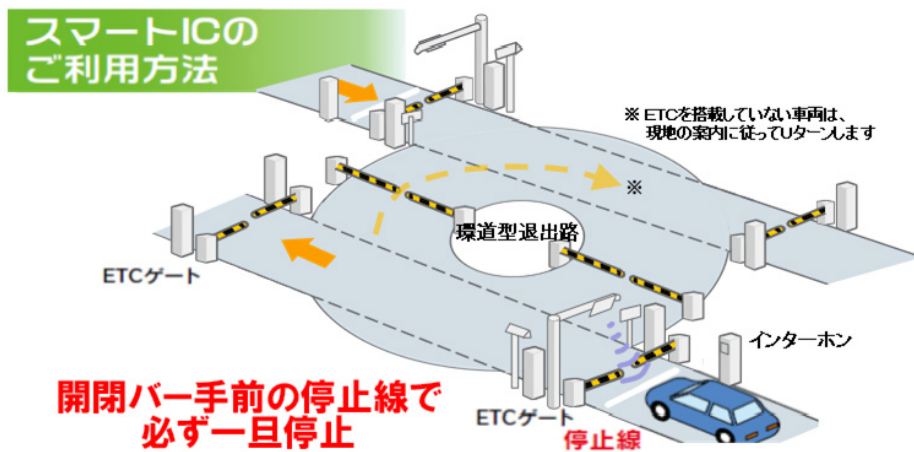 スマートICの
ご利用方法
※ ETCを搭載していない車両は、
現地の案内に従ってUターンします
※
環道型退出路
ETCゲート
インターホン
開閉バー手前の停止線で
必ず一旦停止
ETCゲート
停止線